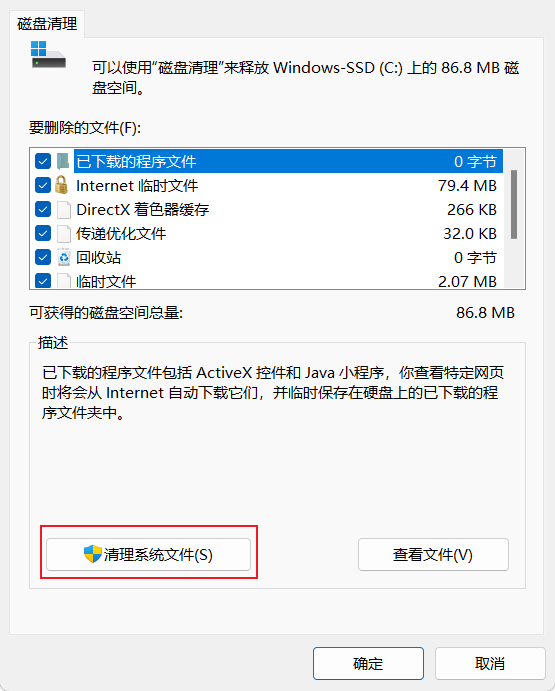 磁盘清理
可以使用“磁盘清理”来释放 Windows-SSD (C:) 上的 86.8 MB 磁
盘空间。
要删除的文件(F):
已下载的程序文件 0 字节
Internet 临时文件 79.4 MB
DirectX 着色器缓存 266 KB
传递优化文件 32.0 KB
回收站 0 字节
临时文件 2.07 MB
可获得的磁盘空间总量: 86.8 MB
描述
已下载的程序文件包括 ActiveX 控件和 Java 小程序，你查看特定网页
时将会从 Internet 自动下载它们，并临时保存在硬盘上的已下载的程
序文件夹中。
清理系统文件(S) 查看文件(V)
确定 取消